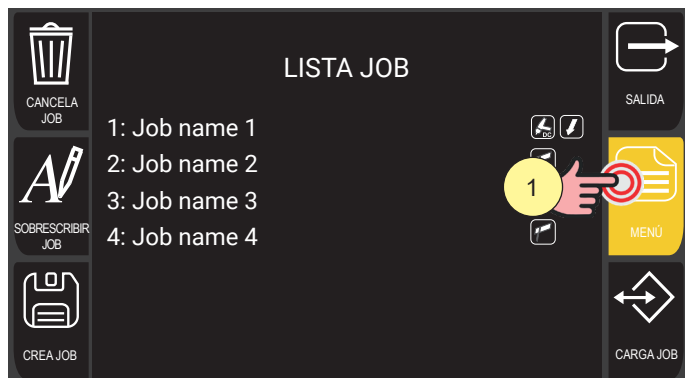 LISTA JOB
CANCELA
JOB
SALIDA
1: Job name 1
DC
2: Job name 2
3: Job name 3
1
4: Job name 4
SOBRESCRIBIR
JOB
MENÚ
CREA JOB
CARGA JOB